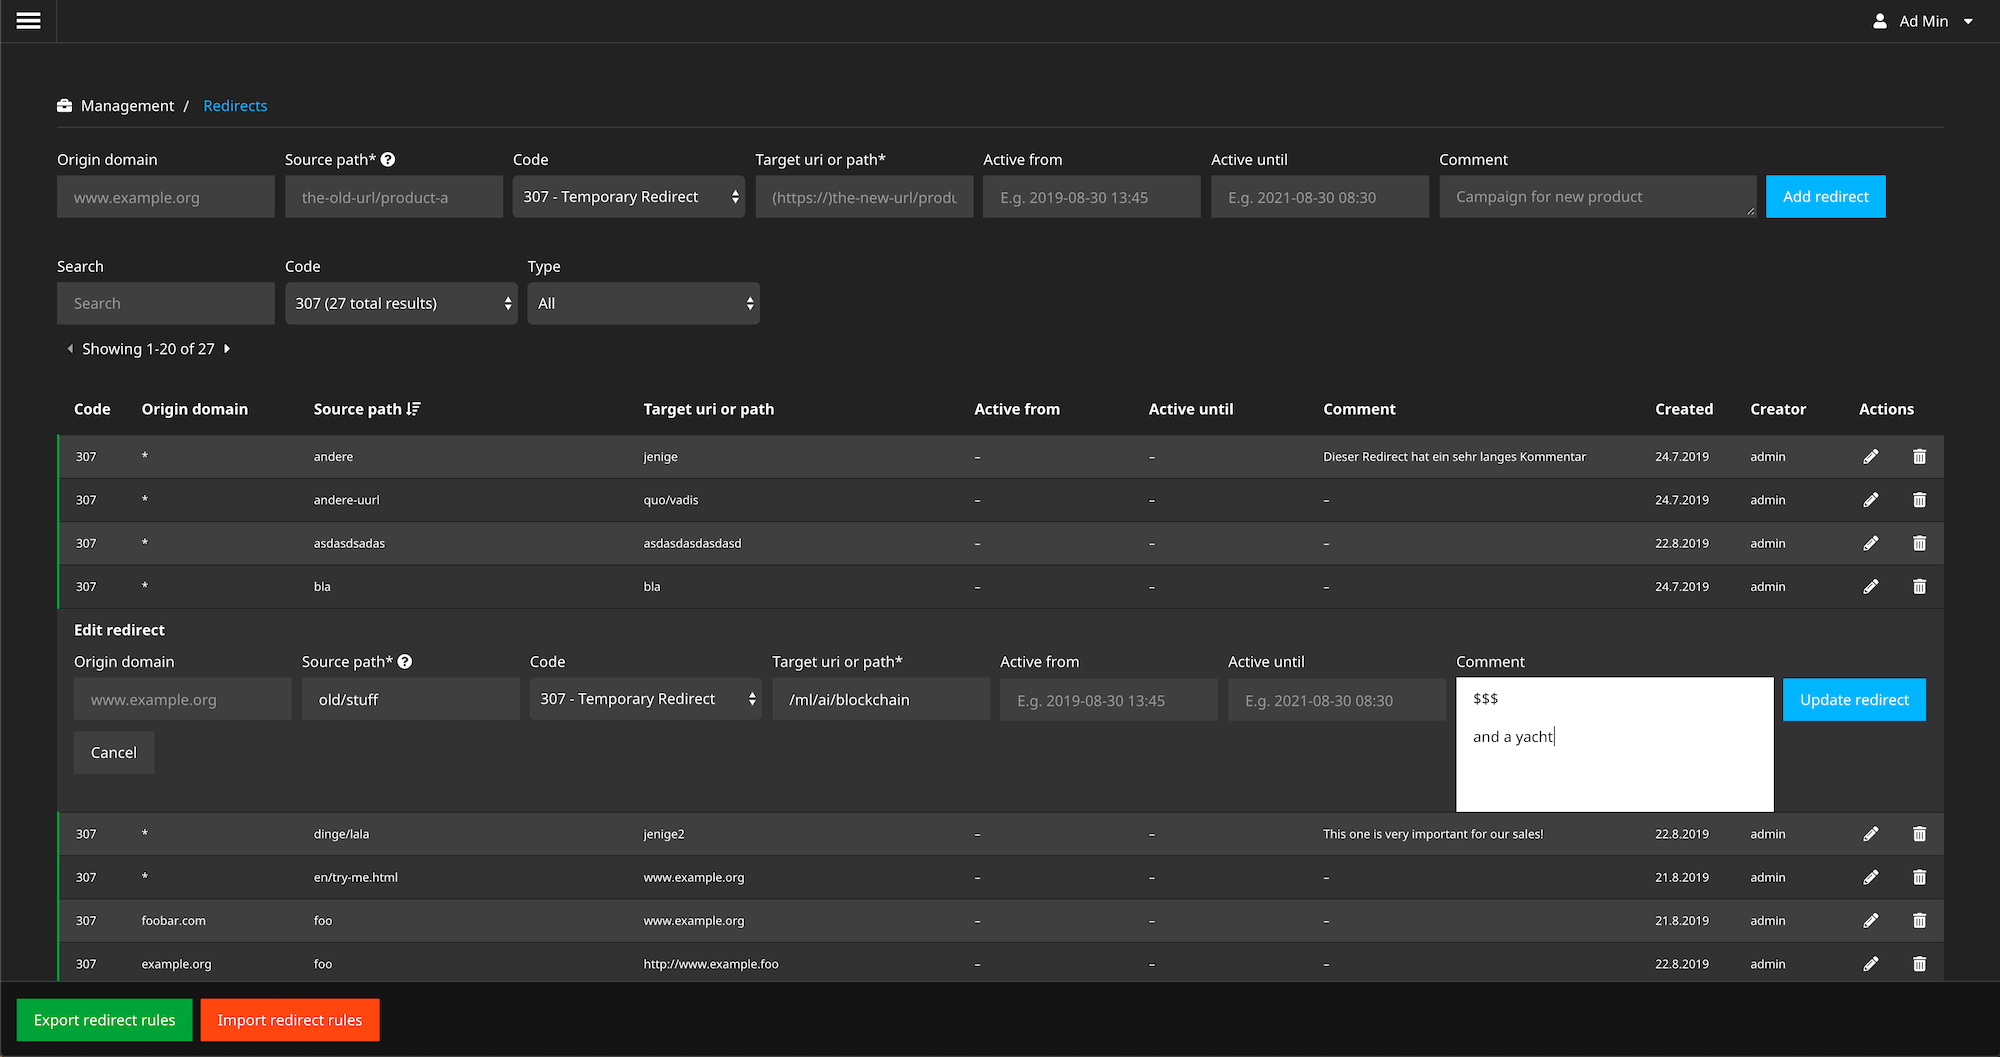 Ad Min
Management / Redirects
Origin domain Source path* Code Target uri or path* Active from Active until Comment
www.example.org the-old-url/product-a 307 - Temporary Redirect (https://)the-new-url/produ E.g. 2019-08-30 13:45 E.g. 2021-08-30 08:30 Campaign for new product Add redirect
Search Code Type
Search 307 (27 total results) All
Showing 1-20 of 27
Code Origin domain Source path Target uri or path Active from Active until Comment Created Creator Actions
307 * andere jenige – – Dieser Redirect hat ein sehr langes Kommentar 24.7.2019 admin
307 * andere-uurl quo/vadis – – – 24.7.2019 admin
307 * asdasdsadas asdasdasdasdasd – – – 22.8.2019 admin
307 * bla bla – – – 24.7.2019 admin
Edit redirect
Origin domain Source path* Code Target uri or path* Active from Active until Comment
www.example.org old/stuff 307 - Temporary Redirect /ml/ai/blockchain E.g. 2019-08-30 13:45 E.g. 2021-08-30 08:30 $$$ Update redirect
and a yacht
Cancel
307 * dinge/lala jenige2 – – This one is very important for our sales! 22.8.2019 admin
307 * en/try-me.html www.example.org – – – 21.8.2019 admin
307 foobar.com foo www.example.org – – – 21.8.2019 admin
307 example.org foo http://www.example.foo – – – 22.8.2019 admin
Export redirect rules Import redirect rules